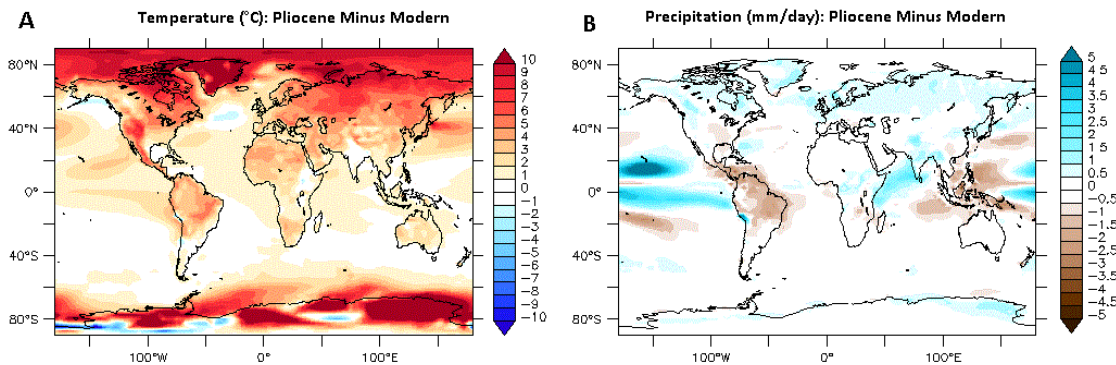 A
Temperature (°C): Pliocene Minus Modern
80°N
40°N
0°
40°S
80°S
100°W
0°
100°E
10
9
8
7
6
5
4
3
2
1
0
−1
−2
−3
−4
−5
−6
−7
−8
−9
−10
B
Precipitation (mm/day): Pliocene Minus Modern
80°N
40°N
0°
40°S
80°S
100°W
0°
100°E
5
4.5
4
3.5
3
2.5
2
1.5
1
0.5
0
−0.5
−1
−1.5
−2
−2.5
−3
−3.5
−4
−4.5
−5